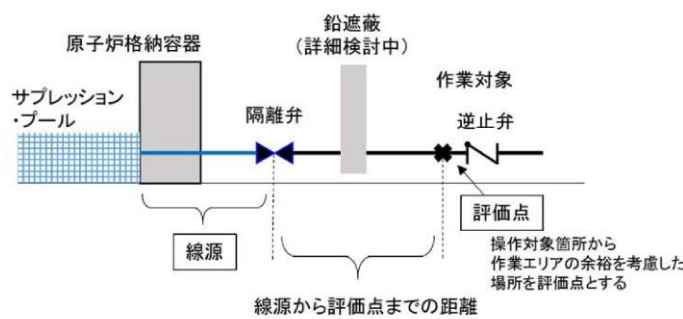 鉛遮蔽
(詳細検討中)
原子炉格納容器
作業対象
サプレッション
・プール
隔離弁
逆止弁
線源
評価点
操作対象箇所から
作業エリアの余裕を考慮した
場所を評価点とする
線源から評価点までの距離